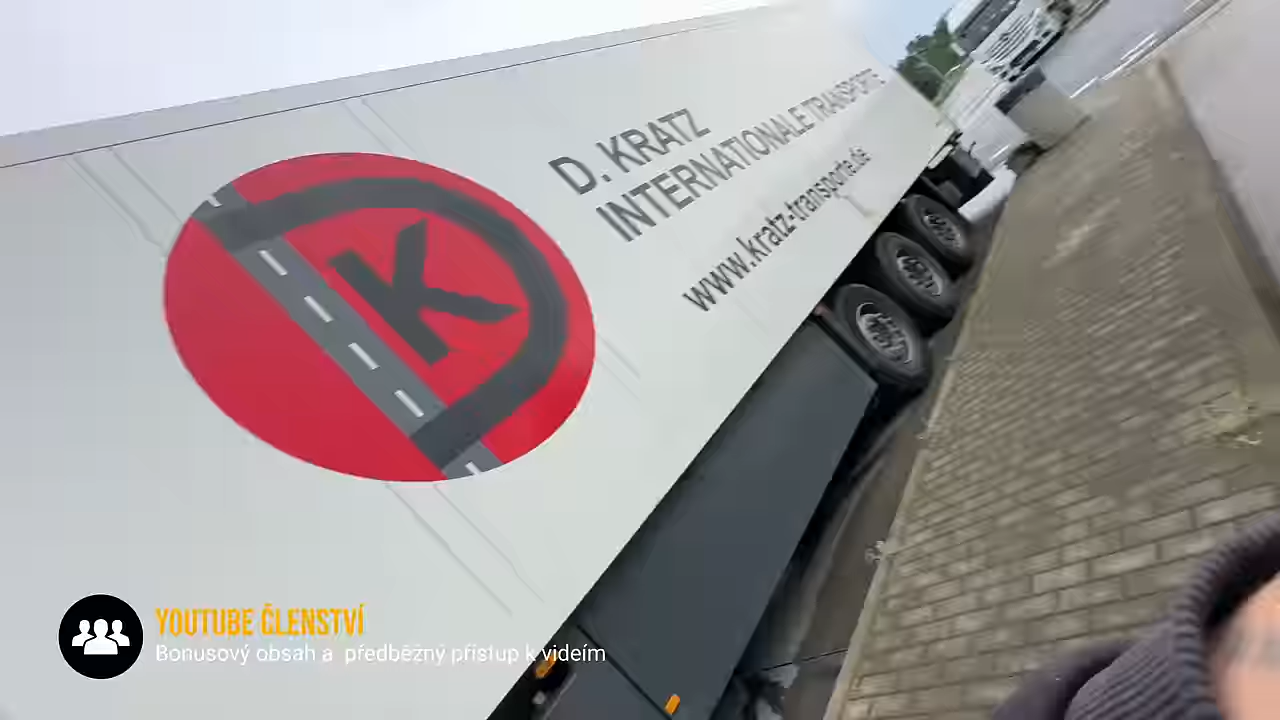 K
D. KRATZ
INTERNATIONALE TRANSPORTE
www.kratz-transporte.de
YOUTUBE ČLENSTVÍ
Bonusový obsah a předběžný přístup k videím